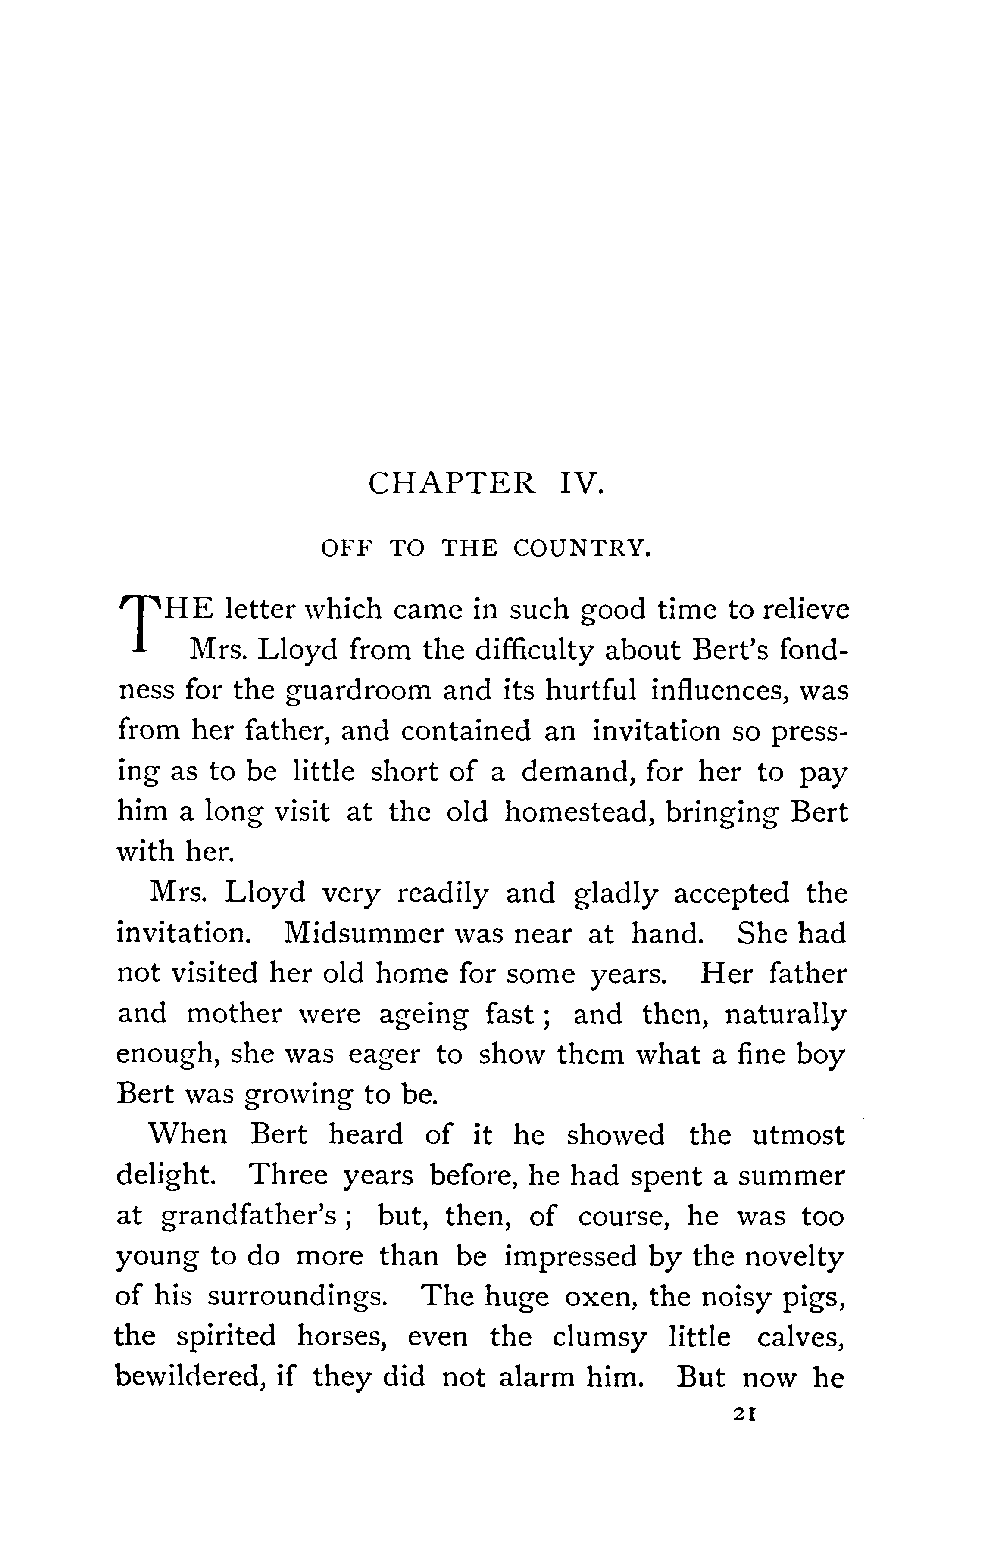 CHAPTER IV.
OFF TO THE COUNTRY.
THE letter which came in such good time to relieve
Mrs. Lloyd from the difficulty about Bert's fond-
ness for the guardroom and its hurtful influences, was
from her father, and contained an invitation so press-
ing as to be little short of a demand, for her to pay
him a long visit at the old homestead, bringing Bert
with her.
Mrs. Lloyd very readily and gladly accepted the
invitation. Midsummer was near at hand. She had
not visited her old home for some years. Her father
and mother were ageing fast ; and then, naturally
enough, she was eager to show them what a fine boy
Bert was growing to be.
When Bert heard of it he showed the utmost
delight. Three years before, he had spent a summer
at grandfather's ; but, then, of course, he was too
young to do more than be impressed by the novelty
of his surroundings. The huge oxen, the noisy pigs,
the spirited horses, even the clumsy little calves,
bewildered, if they did not alarm him. But now he
21